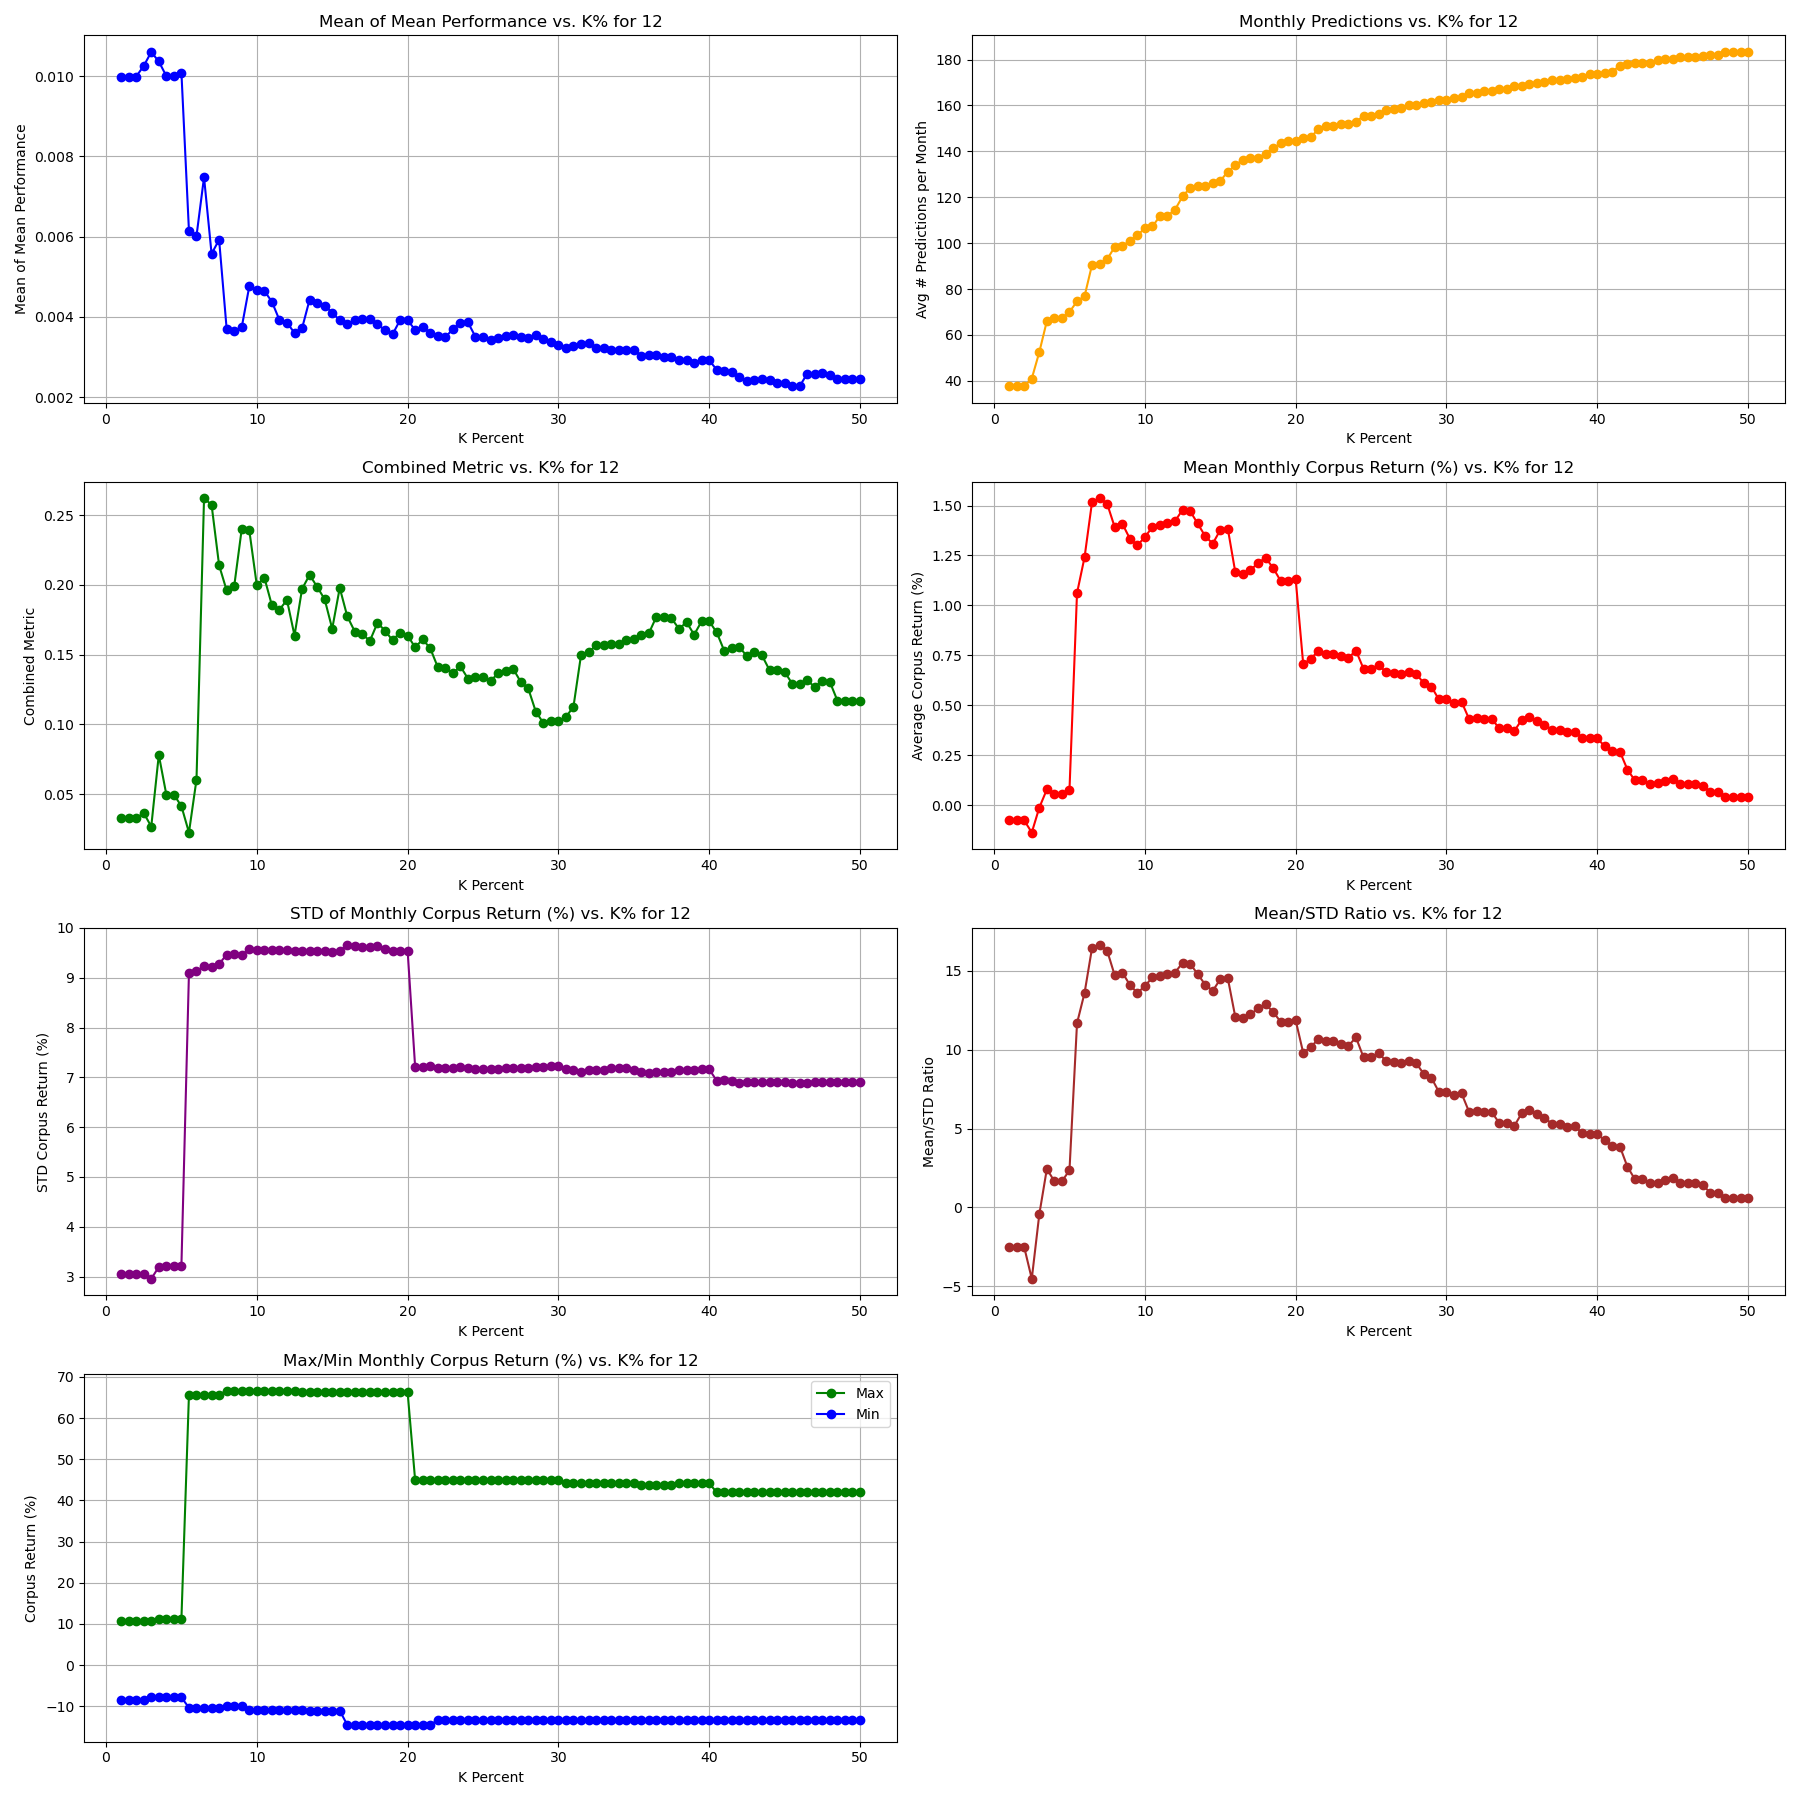 Mean of Mean Performance vs. K% for 12
Mean of Mean Performance
0.010
0.008
0.006
0.004
0.002
0 10 20 30 40 50
K Percent
Monthly Predictions vs. K% for 12
Avg # Predictions per Month
180
160
140
120
100
80
60
40
0 10 20 30 40 50
K Percent
Combined Metric vs. K% for 12
Combined Metric
0.25
0.20
0.15
0.10
0.05
0 10 20 30 40 50
K Percent
Mean Monthly Corpus Return (%) vs. K% for 12
Average Corpus Return (%)
1.50
1.25
1.00
0.75
0.50
0.25
0.00
0 10 20 30 40 50
K Percent
STD of Monthly Corpus Return (%) vs. K% for 12
STD Corpus Return (%)
10
9
8
7
6
5
4
3
0 10 20 30 40 50
K Percent
Mean/STD Ratio vs. K% for 12
Mean/STD Ratio
15
10
5
0
−5
0 10 20 30 40 50
K Percent
Max/Min Monthly Corpus Return (%) vs. K% for 12
Corpus Return (%)
70
60
50
40
30
20
10
0
−10
Max
Min
0 10 20 30 40 50
K Percent